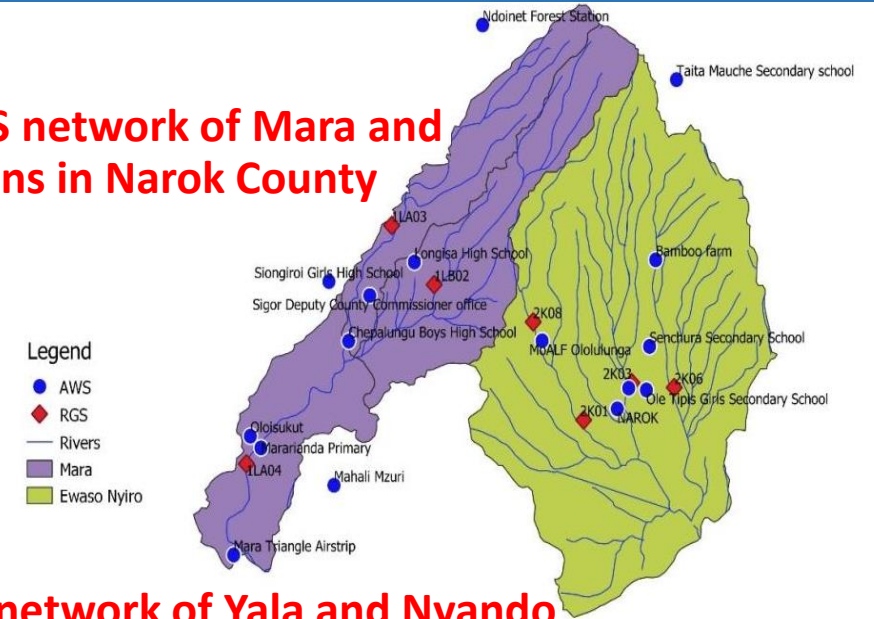 Ndoinet Forest Station
Taita Mauche Secondary school
S network of Mara and
ns in Narok County
1LA03
Longisa High School
Bamboo farm
Siongiroi Girls High School
1LB02
Sigor Deputy County Commissioner office
2K08
Chepalungu Boys High School
MoALF Ololulunga
Senchura Secondary School
Legend
AWS
RGS
Rivers
Mara
Ewaso Nyiro
2K03
2K06
Ole Tipis Girls Secondary School
2K01
NAROK
Oloisukut
Mararianda Primary
1LA04
Mahali Mzuri
Mara Triangle Airstrip
network of Yala and Nyando